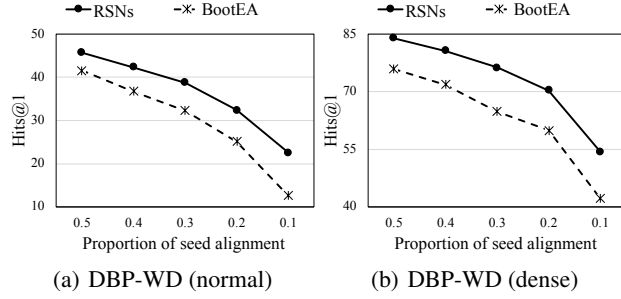 RSNs BootEA RSNs BootEA
Hits@1
50
40
30
20
10
0.5 0.4 0.3 0.2 0.1
Proportion of seed alignment
(a) DBP-WD (normal)
Hits@1
85
70
55
40
0.5 0.4 0.3 0.2 0.1
Proportion of seed alignment
(b) DBP-WD (dense)